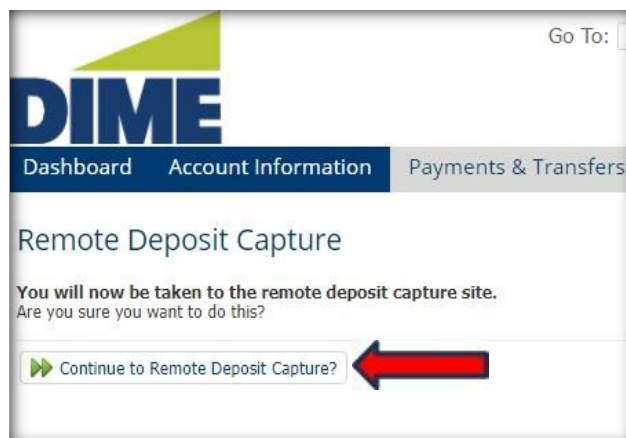 Go To:
DIME
Dashboard Account Information Payments & Transfers
Remote Deposit Capture
You will now be taken to the remote deposit capture site.
Are you sure you want to do this?
Continue to Remote Deposit Capture?